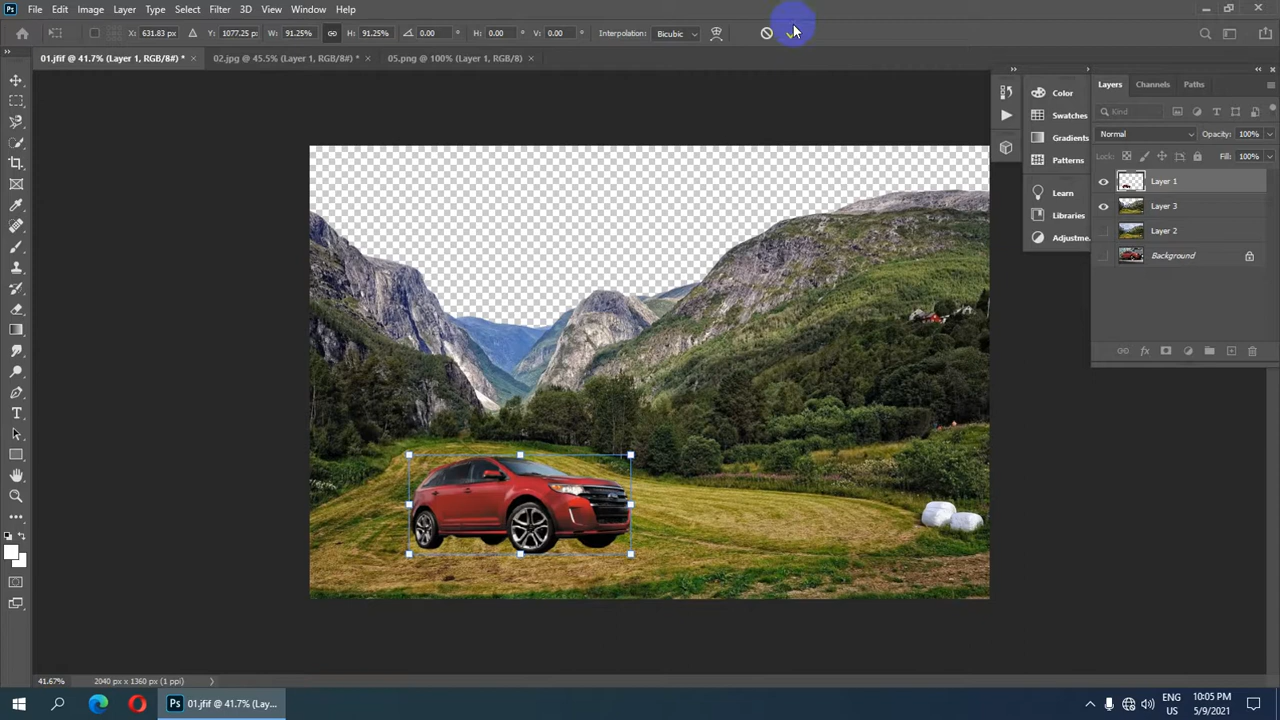 Ps File Edit Image Layer Type Select Filter 3D View Window Help
X: 631.83 px Y: 1077.25 px W: 91.25% H: 91.25% 0.00 ° H: 0.00 ° V: 0.00 ° Interpolation: Bicubic
01.jfif @ 41.7% (Layer 1, RGB/8#) * × 02.jpg @ 45.5% (Layer 1, RGB/8#) * × 05.png @ 100% (Layer 1, RGB/8) ×
Color
Swatches
Gradients
Patterns
Learn
Libraries
Adjustme...
Layers Channels Paths
Kind
Normal Opacity: 100%
Lock: Fill: 100%
Layer 1
Layer 3
Layer 2
Background
41.67% 2040 px x 1360 px (1 ppi)
Ps 01.jfif @ 41.7% (Lay...
ENG
US
10:05 PM
5/9/2021